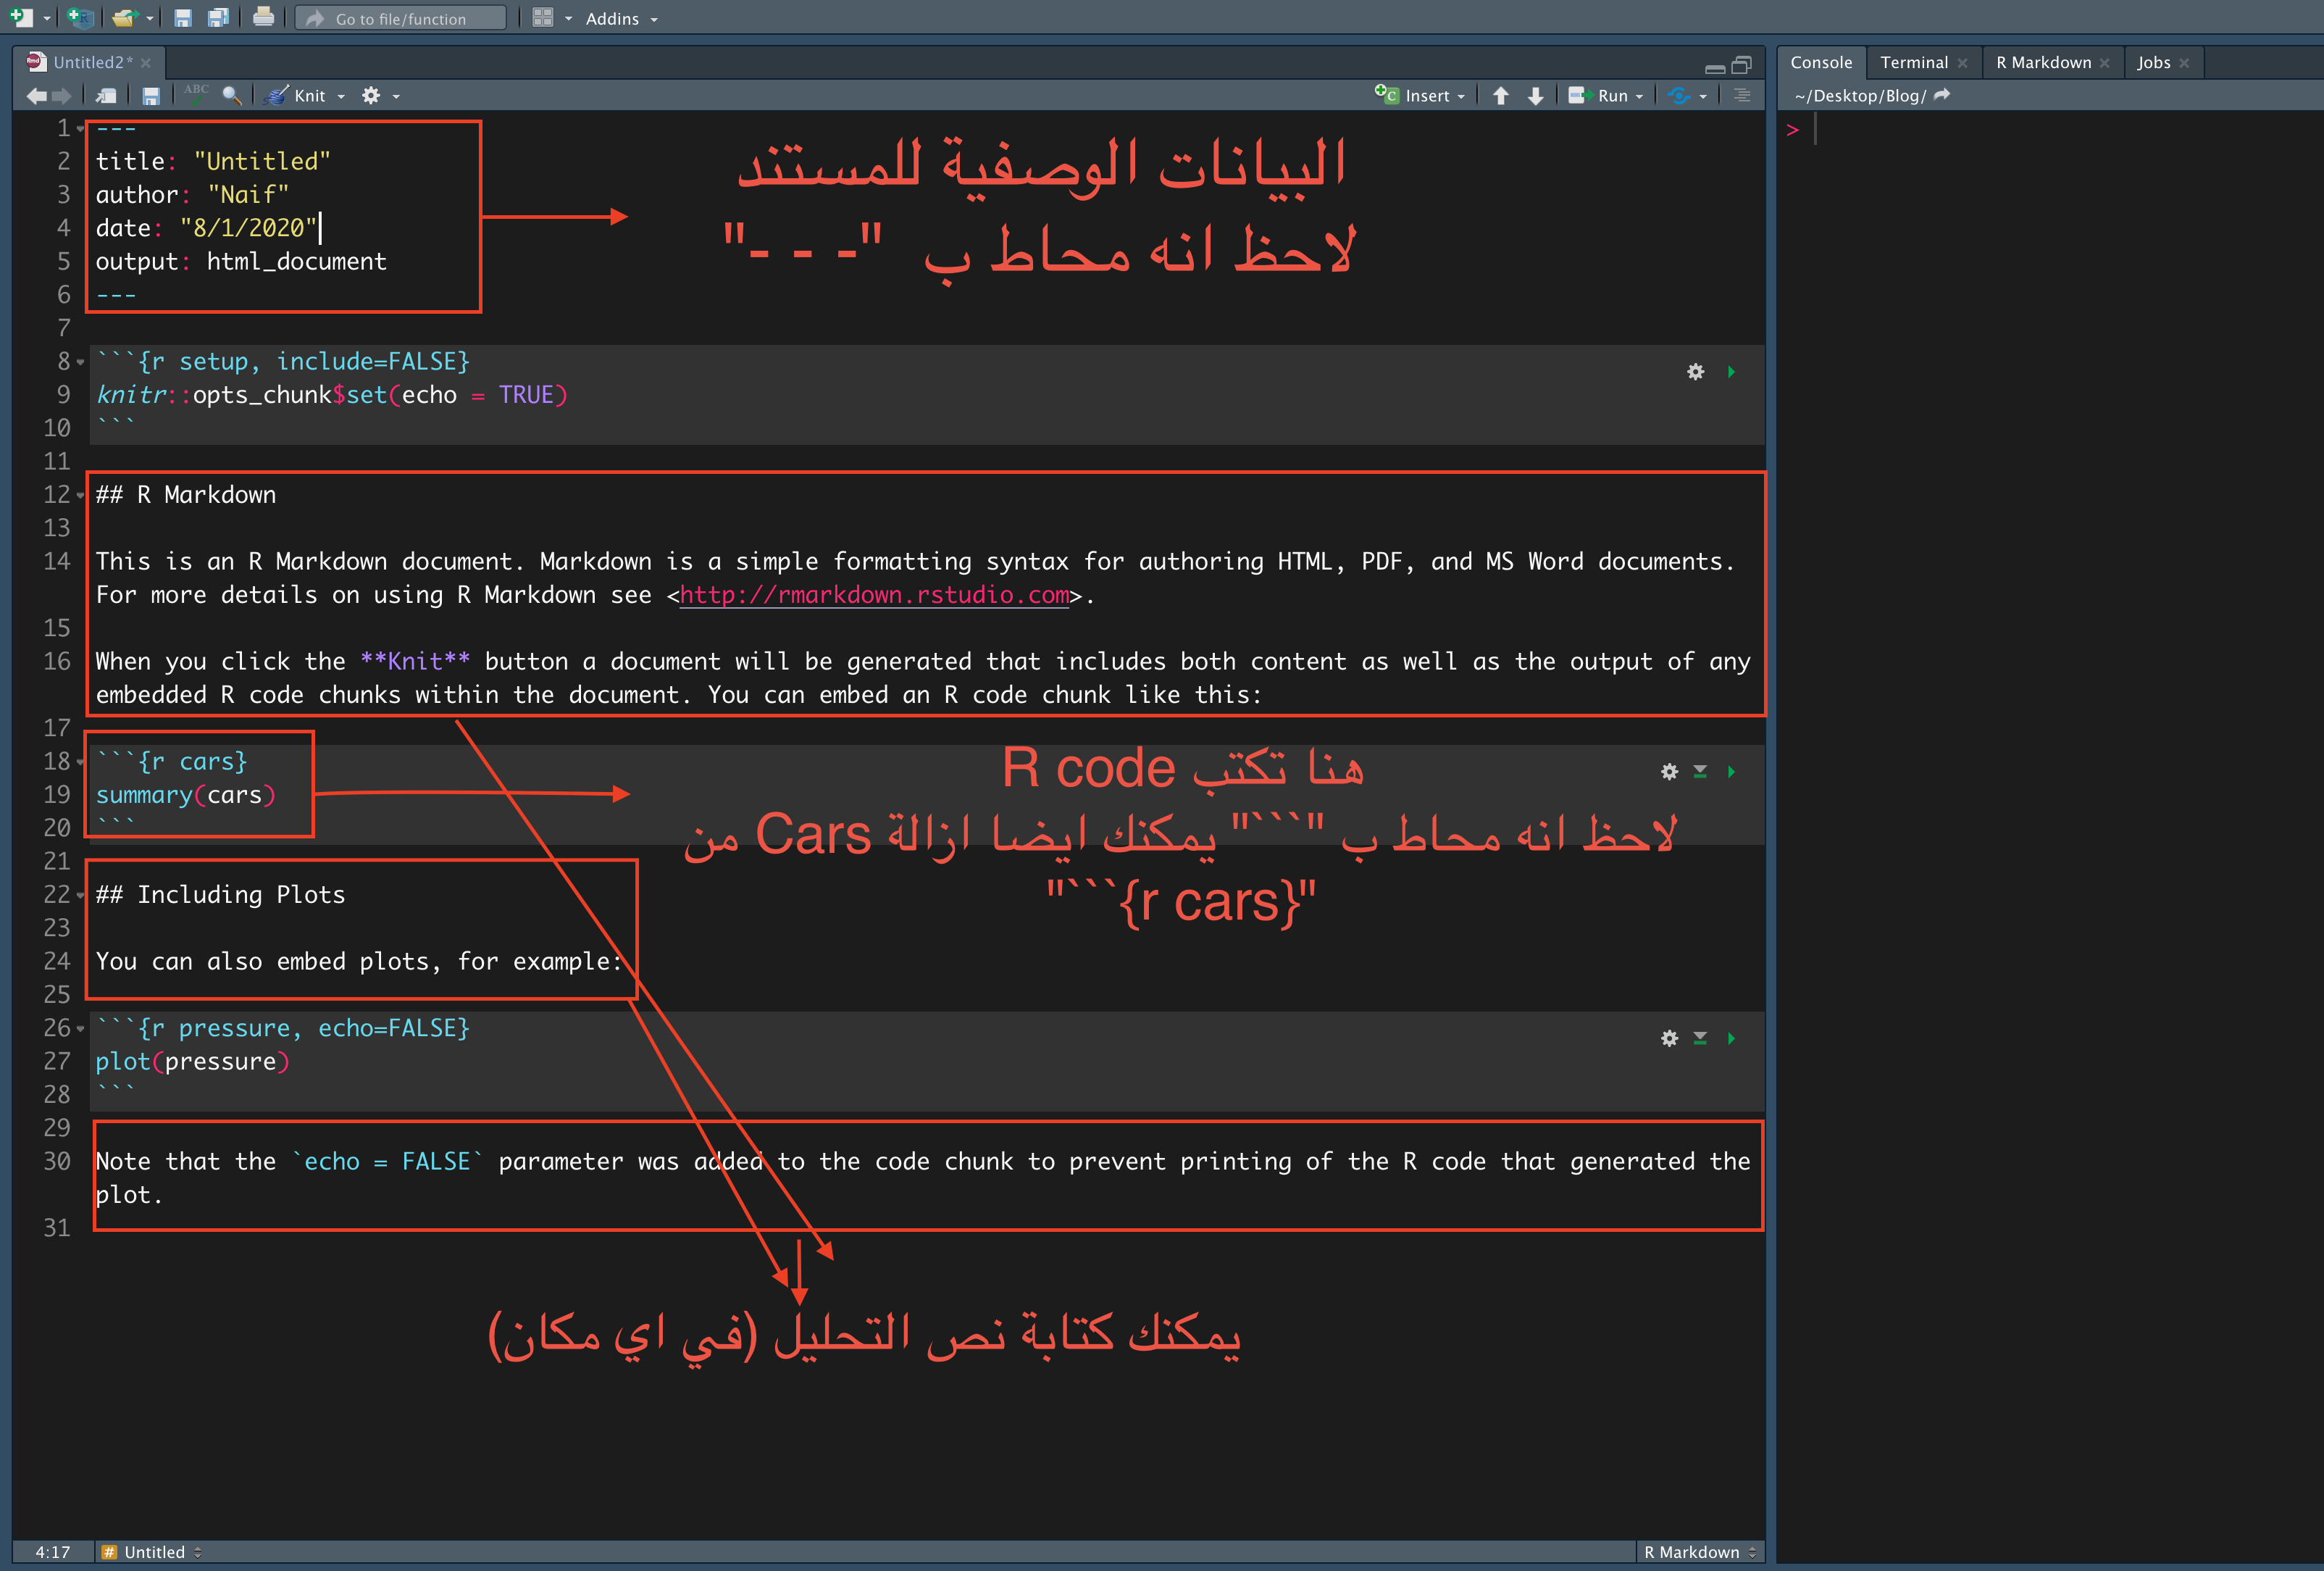 Go to file/function
Addins
Untitled2*
ABC
Knit
Insert
Run
Console
Terminal
R Markdown
Jobs
~/Desktop/Blog/
>
1 ---
2 title: "Untitled"
3 author: "Naif"
4 date: "8/1/2020"
5 output: html_document
6 ---
البيانات الوصفية للمستند
لاحظ انه محاط ب "- - -"
7
8 ```{r setup, include=FALSE}
9 knitr::opts_chunk$set(echo = TRUE)
10 ```
11
12 ## R Markdown
13
14 This is an R Markdown document. Markdown is a simple formatting syntax for authoring HTML, PDF, and MS Word documents.
For more details on using R Markdown see <http://rmarkdown.rstudio.com>.
15
16 When you click the **Knit** button a document will be generated that includes both content as well as the output of any
embedded R code chunks within the document. You can embed an R code chunk like this:
17
18 ```{r cars}
19 summary(cars)
20 ```
هنا تكتب R code
لاحظ انه محاط ب "```" يمكنك ايضا ازالة Cars من
"```{r cars}"
21
22 ## Including Plots
23
24 You can also embed plots, for example:
25
26 ```{r pressure, echo=FALSE}
27 plot(pressure)
28 ```
29
30 Note that the `echo = FALSE` parameter was added to the code chunk to prevent printing of the R code that generated the
plot.
31
يمكنك كتابة نص التحليل (في اي مكان)
4:17
# Untitled
R Markdown